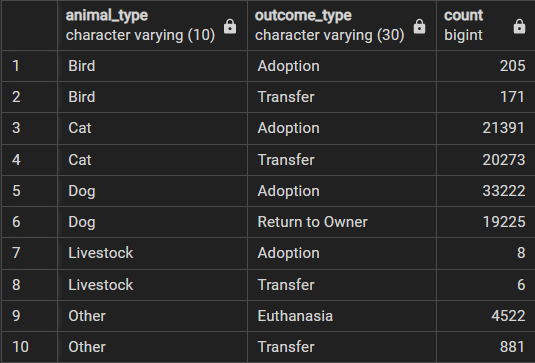 animal_type outcome_type count
character varying (10) character varying (30) bigint
1 Bird Adoption 205
2 Bird Transfer 171
3 Cat Adoption 21391
4 Cat Transfer 20273
5 Dog Adoption 33222
6 Dog Return to Owner 19225
7 Livestock Adoption 8
8 Livestock Transfer 6
9 Other Euthanasia 4522
10 Other Transfer 881